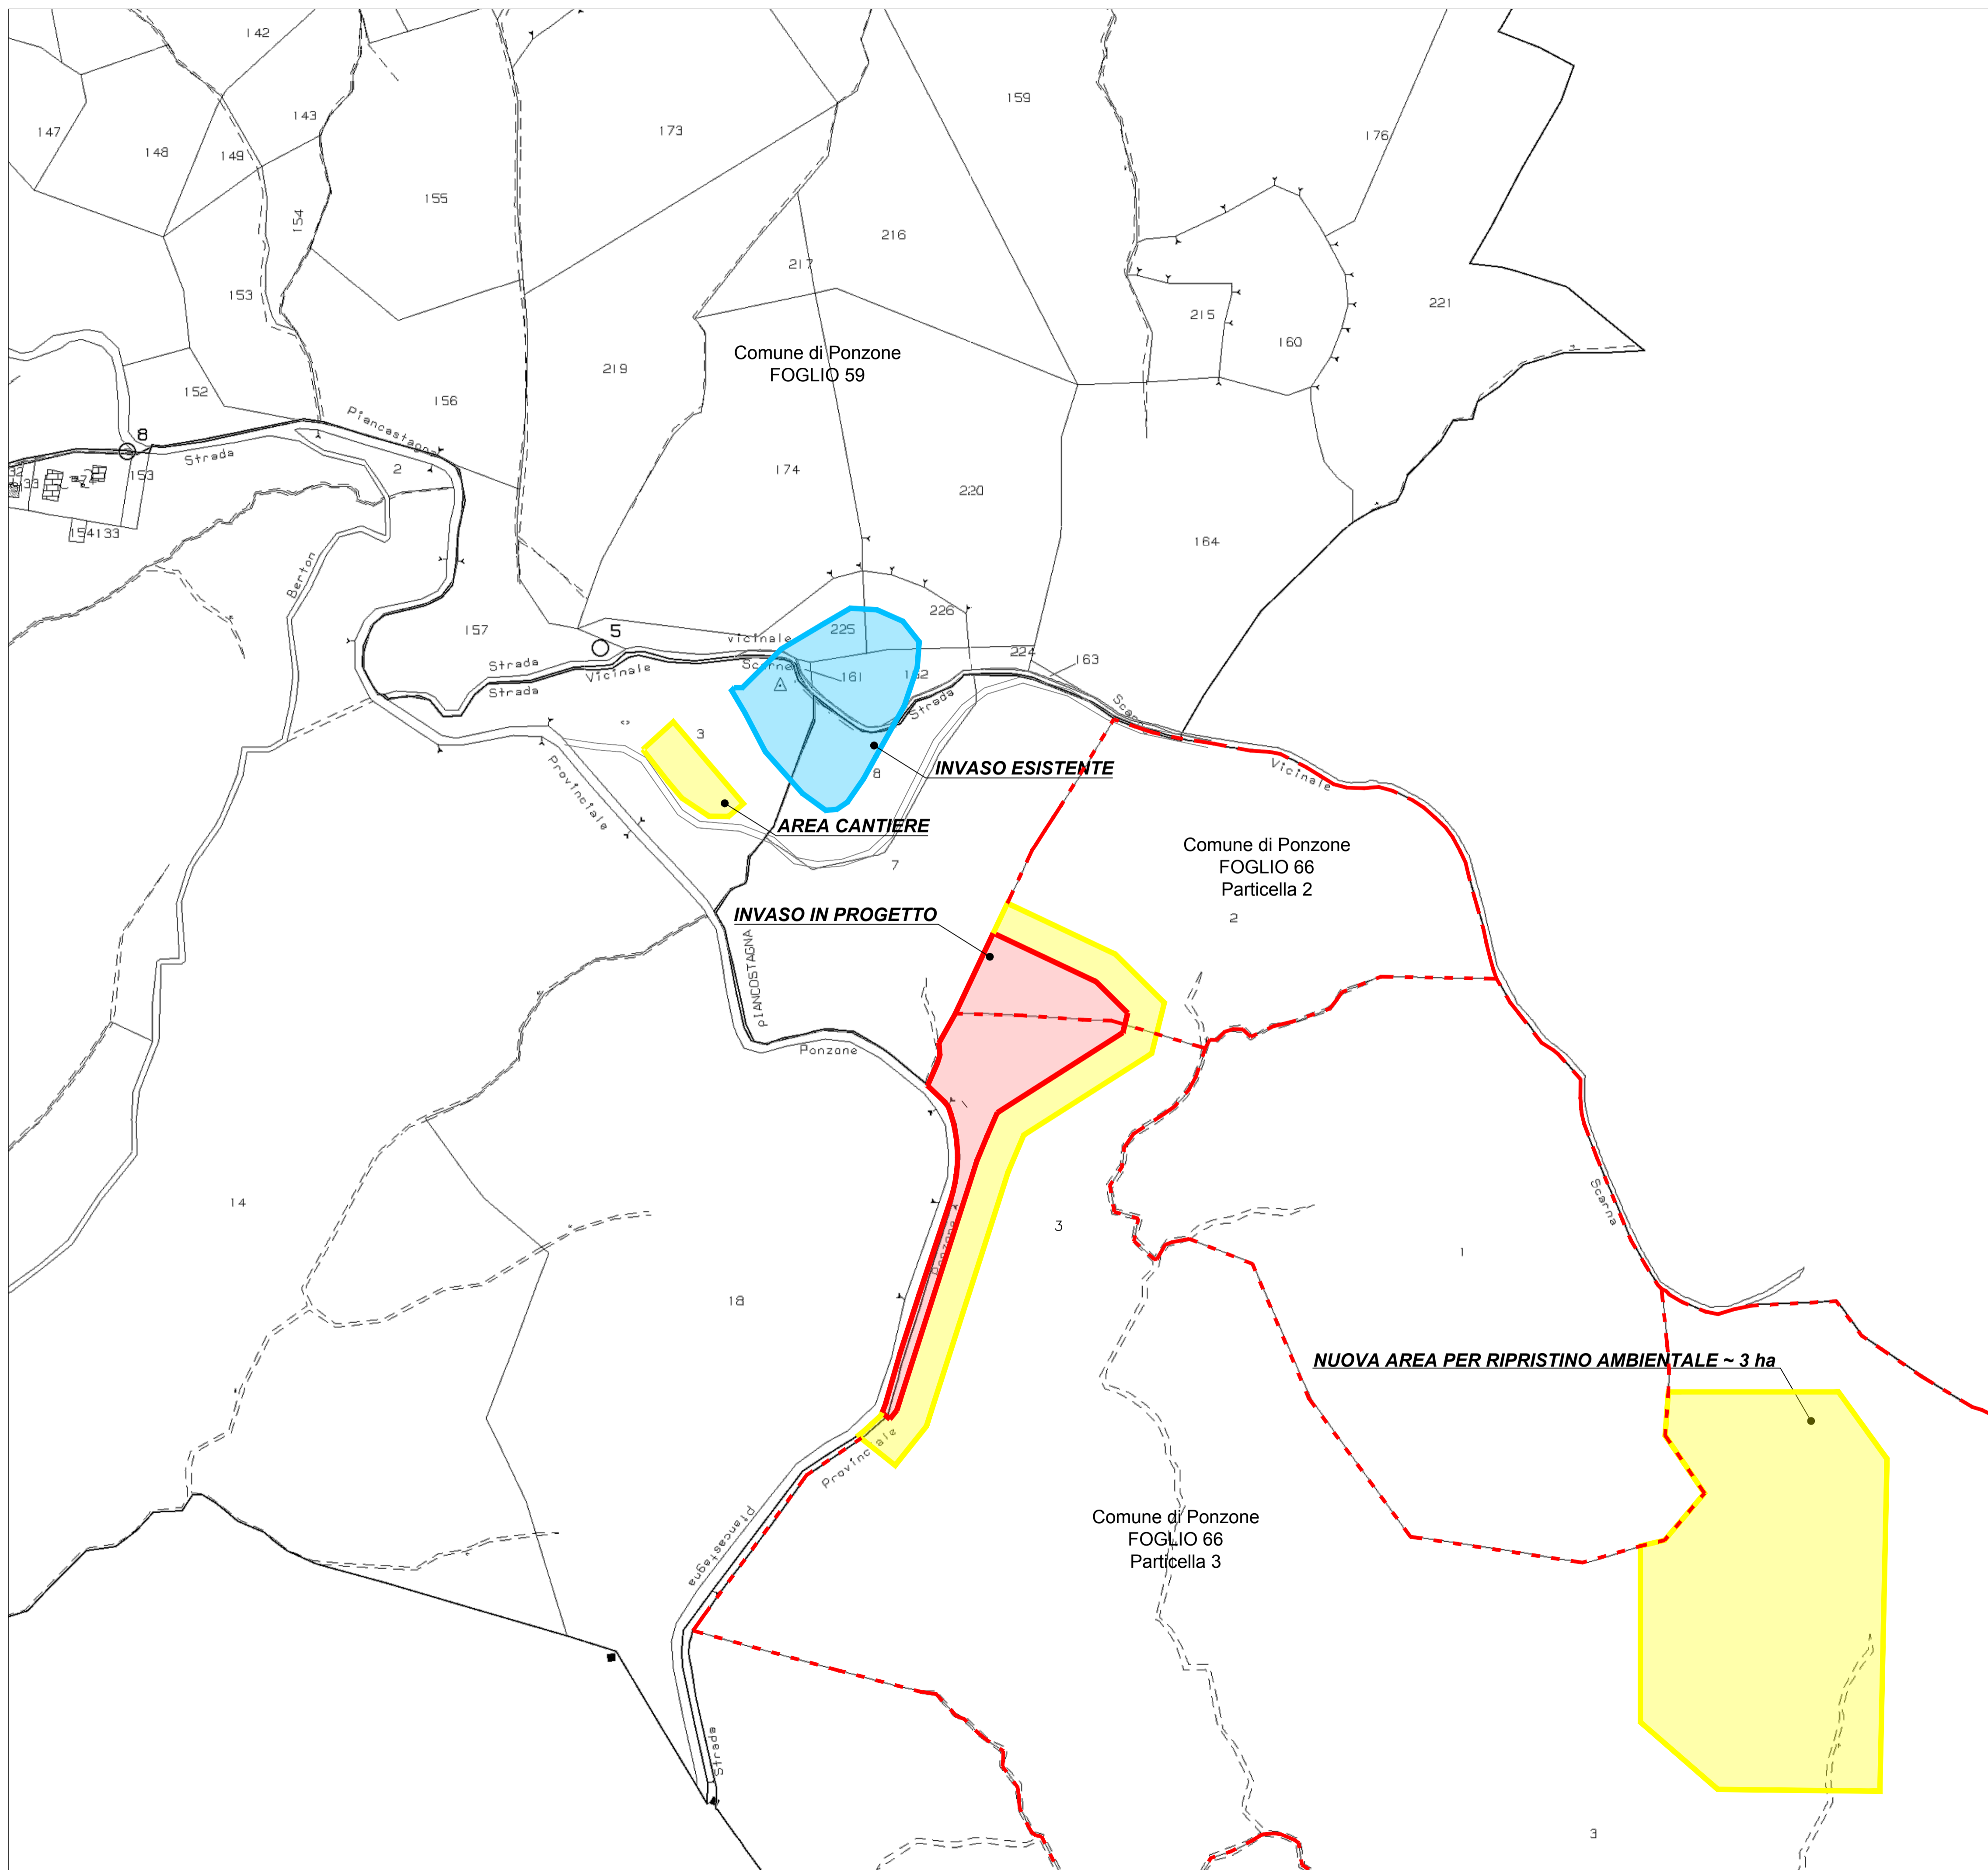 142
159
143
173
147
148
149
176
155
154
216
217
153
221
215
160
Comune di Ponzone
FOGLIO 59
219
152
156
Piancastagna
8
Strada
2
174
220
153
133
154133
164
Berton
226
157
5
225
vicinale
Strada
Scarne
Vicinale
Strada
161
224
163
Strada
3
INVASO ESISTENTE
8
Vicinale
Provinciale
AREA CANTIERE
Comune di Ponzone
FOGLIO 66
Particella 2
7
INVASO IN PROGETTO
2
PIANCOSTAGNA
Ponzone
14
Scarna
3
Ponzone
1
18
NUOVA AREA PER RIPRISTINO AMBIENTALE ~ 3 ha
Provinciale
Comune di Ponzone
FOGLIO 66
Particella 3
Piancastagna
Strada
3